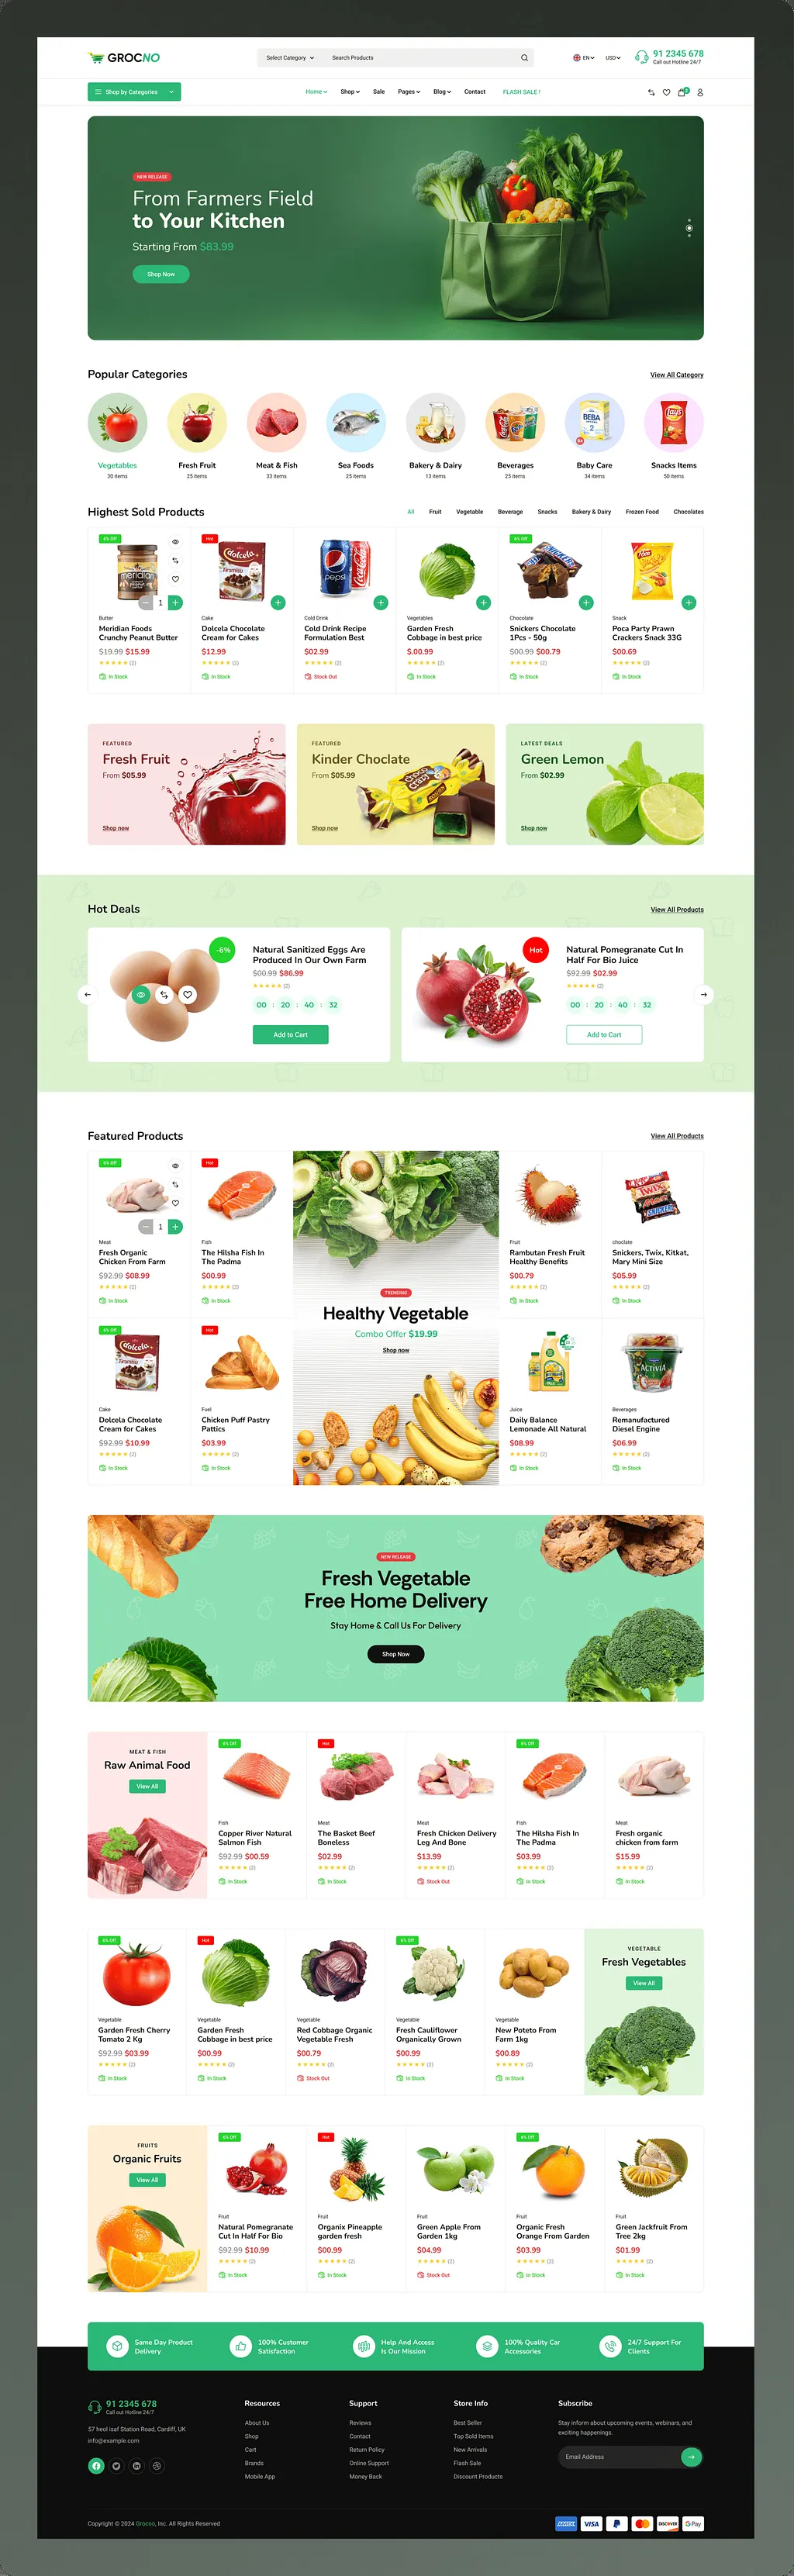 GROCNO
Select Category
Search Products
EN
USD
91 2345 678
Call out Hotline 24/7
Shop by Categories
Home
Shop
Sale
Pages
Blog
Contact
FLASH SALE !
NEW RELEASE
From Farmers Field
to Your Kitchen
Starting From $83.99
Shop Now
Popular Categories
View All Category
Vegetables
30 items
Fresh Fruit
25 items
Meat & Fish
33 items
Sea Foods
25 items
Bakery & Dairy
13 items
Beverages
25 items
Baby Care
34 items
Snacks Items
50 items
Highest Sold Products
All
Fruit
Vegetable
Beverage
Snacks
Bakery & Dairy
Frozen Food
Chocolates
6% Off
meridian
1
Butter
Meridian Foods
Crunchy Peanut Butter
$19.99 $15.99
(2)
In Stock
Hot
dolcela
Tiramisu
Cake
Dolcela Chocolate
Cream for Cakes
$12.99
(2)
In Stock
pepsi
Cold Drink
Cold Drink Recipe
Formulation Best
$02.99
(2)
Stock Out
Vegetables
Garden Fresh
Cobbage in best price
$.00.99
(2)
In Stock
6% Off
Chocolate
Snickers Chocolate
1Pcs - 50g
$00.99 $00.79
(2)
In Stock
Snack
Poca Party Prawn
Crackers Snack 33G
$00.69
(2)
In Stock
FEATURED
Fresh Fruit
From $05.99
Shop now
FEATURED
Kinder Choclate
From $05.99
Shop now
LATEST DEALS
Green Lemon
From $02.99
Shop now
Hot Deals
View All Products
-6%
Natural Sanitized Eggs Are
Produced In Our Own Farm
$00.99 $86.99
(2)
00 : 20 : 40 : 32
Add to Cart
Hot
Natural Pomegranate Cut In
Half For Bio Juice
$92.99 $02.99
(2)
00 : 20 : 40 : 32
Add to Cart
Featured Products
View All Products
6% Off
1
Meat
Fresh Organic
Chicken From Farm
$92.99 $08.99
(2)
In Stock
Hot
Fish
The Hilsha Fish In
The Padma
$00.99
(2)
In Stock
Fruit
Rambutan Fresh Fruit
Healthy Benefits
$00.79
(2)
In Stock
TWIX
SNICKERS
choclate
Snickers, Twix, Kitkat,
Mary Mini Size
$05.99
(2)
In Stock
TRENDING
Healthy Vegetable
Combo Offer $19.99
Shop now
6% Off
dolcela
Tiramisu
Cake
Dolcela Chocolate
Cream for Cakes
$92.99 $10.99
(2)
In Stock
Hot
Fuel
Chicken Puff Pastry
Pattics
$03.99
(2)
In Stock
Juice
Daily Balance
Lemonade All Natural
$08.99
(2)
In Stock
ACTIVIA
Beverages
Remanufactured
Diesel Engine
$06.99
(2)
In Stock
NEW RELEASE
Fresh Vegetable
Free Home Delivery
Stay Home & Call Us For Delivery
Shop Now
MEAT & FISH
Raw Animal Food
View All
6% Off
Fish
Copper River Natural
Salmon Fish
$92.99 $00.59
(2)
In Stock
Hot
Meat
The Basket Beef
Boneless
$02.99
(2)
In Stock
Meat
Fresh Chicken Delivery
Leg And Bone
$13.99
(2)
Stock Out
6% Off
Fish
The Hilsha Fish In
The Padma
$03.99
(2)
In Stock
Meat
Fresh organic
chicken from farm
$15.99
(2)
In Stock
6% Off
Vegetable
Garden Fresh Cherry
Tomato 2 Kg
$92.99 $03.99
(2)
In Stock
Hot
Vegetable
Garden Fresh
Cobbage in best price
$00.99
(2)
In Stock
Vegetable
Red Cobbage Organic
Vegetable Fresh
$00.79
(2)
Stock Out
6% Off
Vegetable
Fresh Cauliflower
Organically Grown
$00.99
(2)
In Stock
Vegetable
New Poteto From
Farm 1kg
$00.89
(2)
In Stock
VEGETABLE
Fresh Vegetables
View All
FRUITS
Organic Fruits
View All
6% Off
Fruit
Natural Pomegranate
Cut In Half For Bio
$92.99 $10.99
(2)
In Stock
Hot
Fruit
Organix Pineapple
garden fresh
$00.99
(2)
In Stock
Fruit
Green Apple From
Garden 1kg
$04.99
(2)
Stock Out
6% Off
Fruit
Organic Fresh
Orange From Garden
$03.99
(2)
In Stock
Fruit
Green Jackfruit From
Tree 2kg
$01.99
(2)
In Stock
Same Day Product
Delivery
100% Customer
Satisfaction
Help And Access
Is Our Mission
100% Quality Car
Accessories
24/7 Support For
Clients
91 2345 678
Call out Hotline 24/7
57 heol isaf Station Road, Cardiff, UK
info@example.com
Resources
About Us
Shop
Cart
Brands
Mobile App
Support
Reviews
Contact
Return Policy
Online Support
Money Back
Store Info
Best Seller
Top Sold Items
New Arrivals
Flash Sale
Discount Products
Subscribe
Stay inform about upcoming events, webinars, and
exciting happenings.
Email Address
Copyright © 2024 Grocno, Inc. All Rights Reserved
VISA
DISCOVER
G Pay